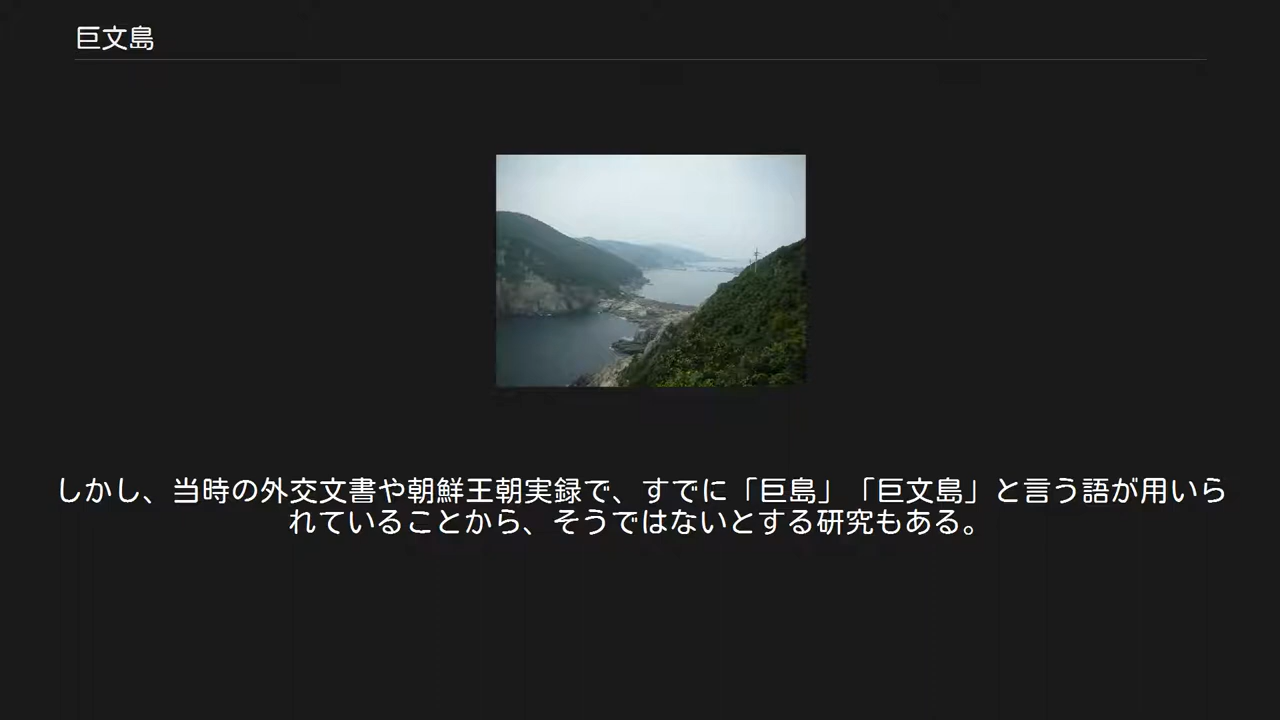 巨文島
しかし、当時の外交文書や朝鮮王朝実録で、すでに「巨島」「巨文島」と言う語が用いら
れていることから、そうではないとする研究もある。